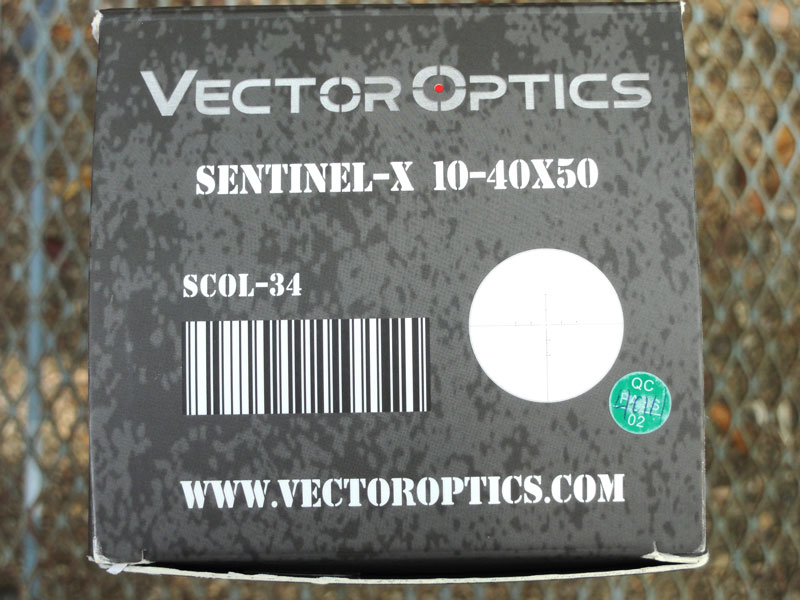 VECTOR OPTICS
SENTINEL-X 10-40X50
SCOL-34
QC
02
WWW.VECTOROPTICS.COM